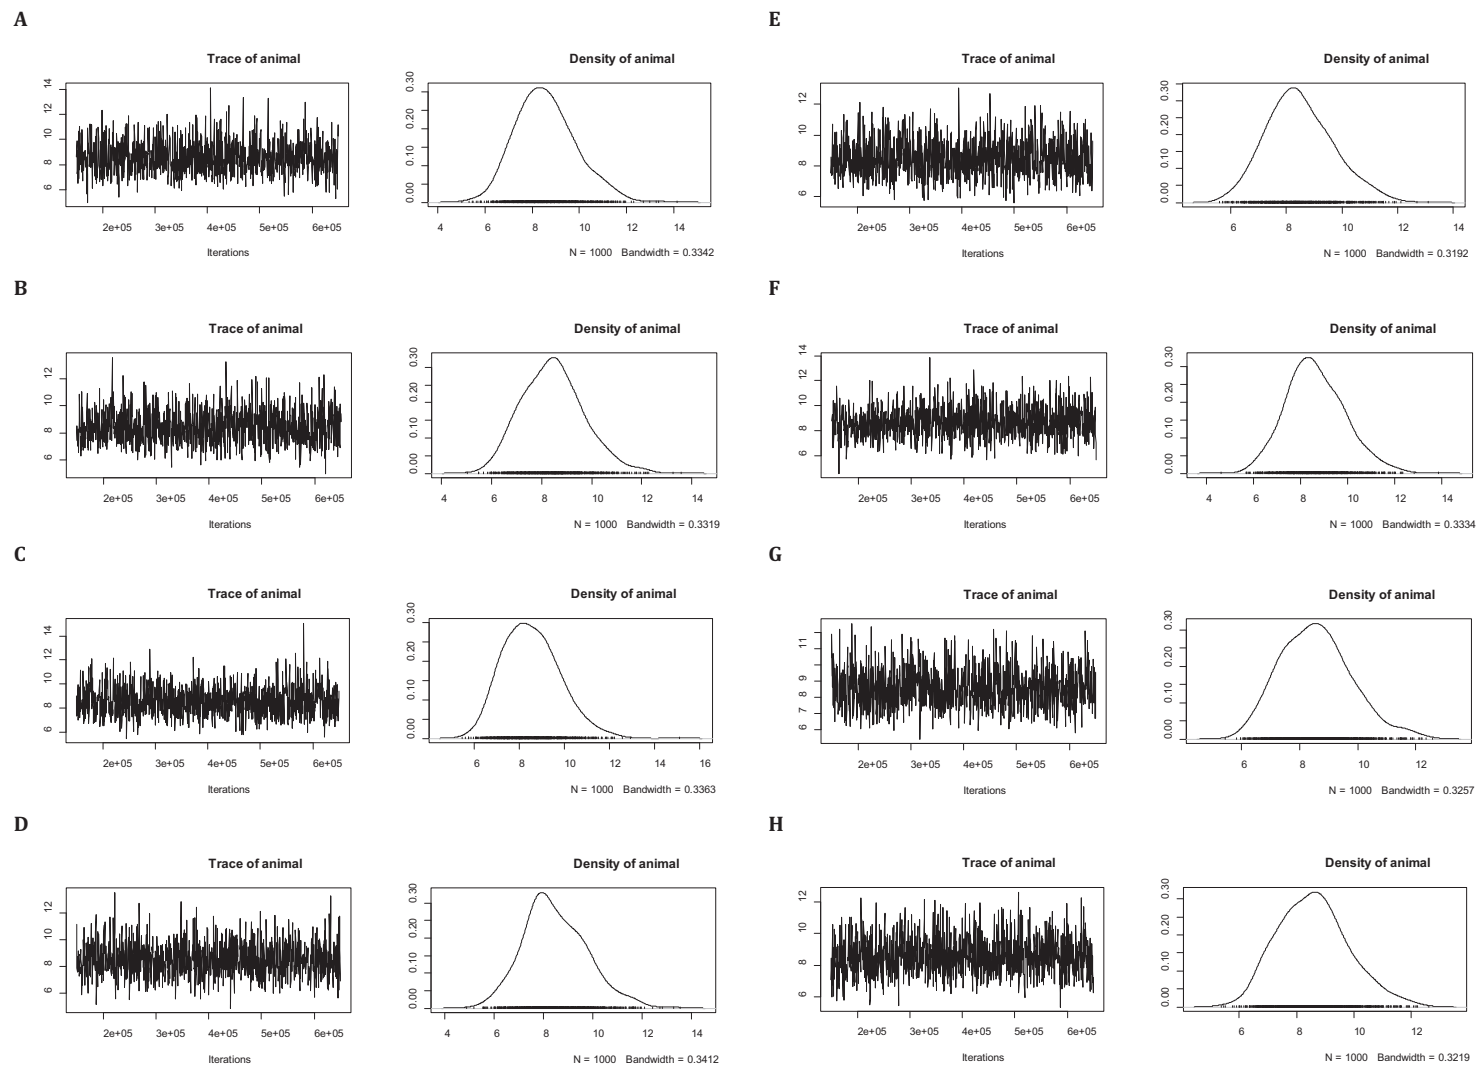 A
Trace of animal
6 8 10 12 14
2e+05 3e+05 4e+05 5e+05 6e+05
Iterations
Density of animal
0.00 0.10 0.20 0.30
4 6 8 10 12 14
N = 1000 Bandwidth = 0.3342
E
Trace of animal
6 8 10 12
2e+05 3e+05 4e+05 5e+05 6e+05
Iterations
Density of animal
0.00 0.10 0.20 0.30
6 8 10 12 14
N = 1000 Bandwidth = 0.3192
B
Trace of animal
6 8 10 12
2e+05 3e+05 4e+05 5e+05 6e+05
Iterations
Density of animal
0.00 0.10 0.20 0.30
4 6 8 10 12 14
N = 1000 Bandwidth = 0.3319
F
Trace of animal
6 8 10 12 14
2e+05 3e+05 4e+05 5e+05 6e+05
Iterations
Density of animal
0.00 0.10 0.20 0.30
4 6 8 10 12 14
N = 1000 Bandwidth = 0.3334
C
Trace of animal
6 8 10 12 14
2e+05 3e+05 4e+05 5e+05 6e+05
Iterations
Density of animal
0.00 0.10 0.20 0.30
6 8 10 12 14 16
N = 1000 Bandwidth = 0.3363
G
Trace of animal
6 7 8 9 11
2e+05 3e+05 4e+05 5e+05 6e+05
Iterations
Density of animal
0.00 0.10 0.20 0.30
6 8 10 12
N = 1000 Bandwidth = 0.3257
D
Trace of animal
6 8 10 12
2e+05 3e+05 4e+05 5e+05 6e+05
Iterations
Density of animal
0.00 0.10 0.20 0.30
4 6 8 10 12 14
N = 1000 Bandwidth = 0.3412
H
Trace of animal
6 8 10 12
2e+05 3e+05 4e+05 5e+05 6e+05
Iterations
Density of animal
0.00 0.10 0.20 0.30
6 8 10 12
N = 1000 Bandwidth = 0.3219